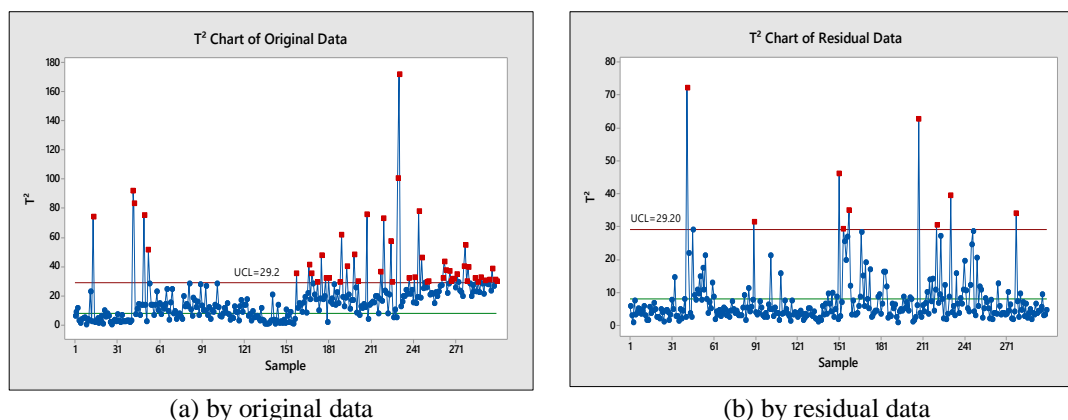 T² Chart of Original Data
180
160
140
120
100
80
60
40
20
0
T²
UCL=29.2
1 31 61 91 121 151 181 211 241 271
Sample
(a) by original data
T² Chart of Residual Data
80
70
60
50
40
30
20
10
0
T²
UCL=29.20
1 31 61 91 121 151 181 211 241 271
Sample
(b) by residual data